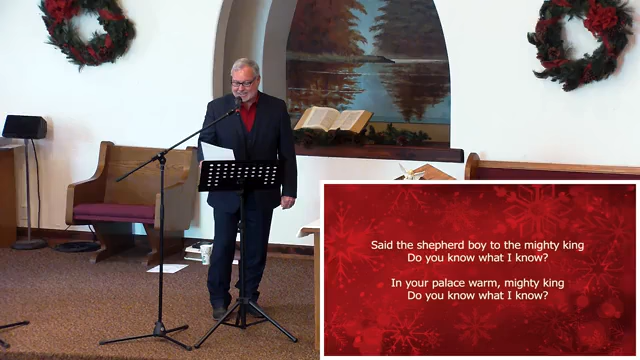 Said the shepherd boy to the mighty king
Do you know what I know?
In your palace warm, mighty king
Do you know what I know?